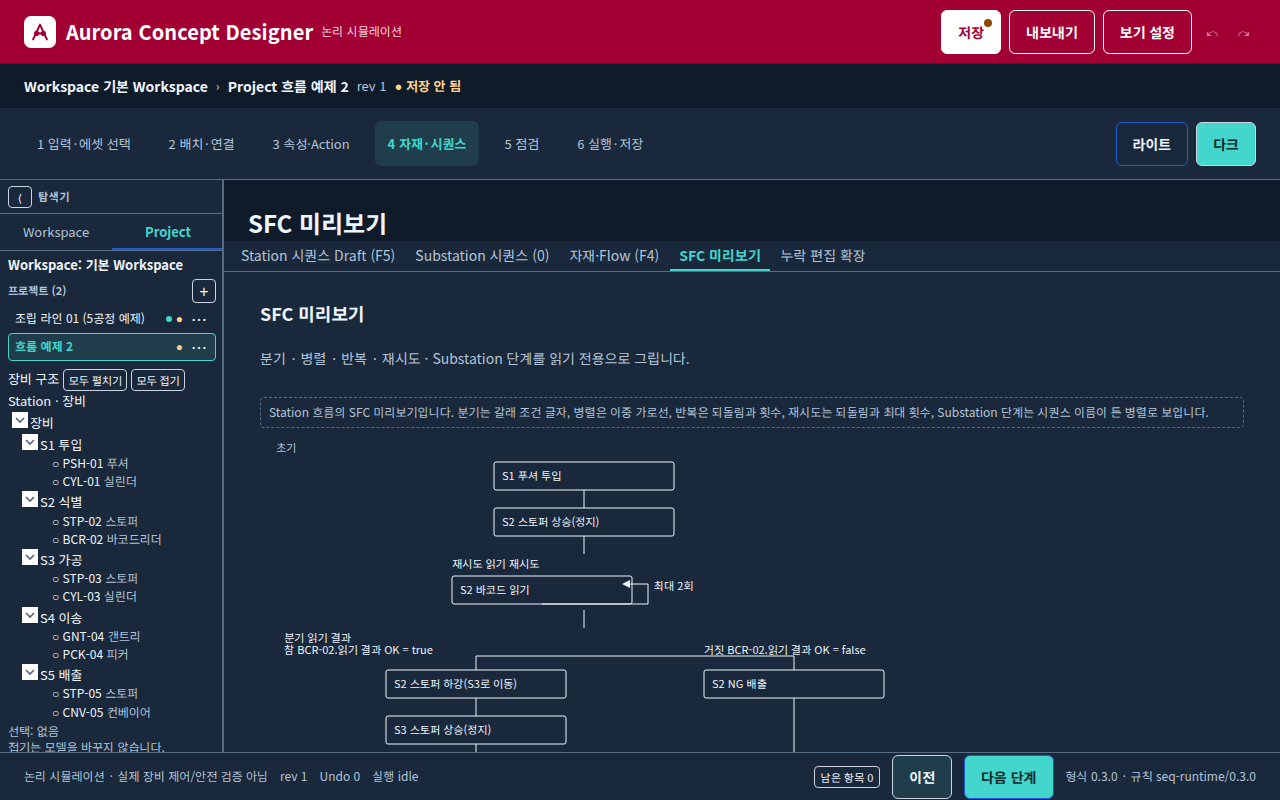 Aurora Concept Designer 논리 시뮬레이션
저장 내보내기 보기 설정
Workspace 기본 Workspace › Project 흐름 예제 2 rev 1 ● 저장 안 됨
1 입력·에셋 선택 2 배치·연결 3 속성·Action 4 자재·시퀀스 5 점검 6 실행·저장
라이트 다크
⟨ 탐색기
Workspace Project
Workspace: 기본 Workspace
프로젝트 (2) +
조립 라인 01 (5공정 예제) ● ● ...
흐름 예제 2 ● ...
장비 구조 모두 펼치기 모두 접기
Station · 장비
장비
S1 투입
○ PSH-01 푸셔
○ CYL-01 실린더
S2 식별
○ STP-02 스토퍼
○ BCR-02 바코드리더
S3 가공
○ STP-03 스토퍼
○ CYL-03 실린더
S4 이송
○ GNT-04 갠트리
○ PCK-04 피커
S5 배출
○ STP-05 스토퍼
○ CNV-05 컨베이어
선택: 없음
접기는 모델을 바꾸지 않습니다.
SFC 미리보기
Station 시퀀스 Draft (F5) Substation 시퀀스 (0) 자재·Flow (F4) SFC 미리보기 누락 편집 확장
SFC 미리보기
분기 · 병렬 · 반복 · 재시도 · Substation 단계를 읽기 전용으로 그립니다.
Station 흐름의 SFC 미리보기입니다. 분기는 갈래 조건 글자, 병렬은 이중 가로선, 반복은 되돌림과 횟수, 재시도는 되돌림과 최대 횟수, Substation 단계는 시퀀스 이름이 든 병렬로 보입니다.
초기
S1 푸셔 투입
S2 스토퍼 상승(정지)
재시도 읽기 재시도
S2 바코드 읽기 최대 2회
분기 읽기 결과
참 BCR-02.읽기 결과 OK = true 거짓 BCR-02.읽기 결과 OK = false
S2 스토퍼 하강(S3로 이동) S2 NG 배출
S3 스토퍼 상승(정지)
논리 시뮬레이션 · 실제 장비 제어/안전 검증 아님 rev 1 Undo 0 실행 idle
남은 항목 0 이전 다음 단계 형식 0.3.0 · 규칙 seq-runtime/0.3.0